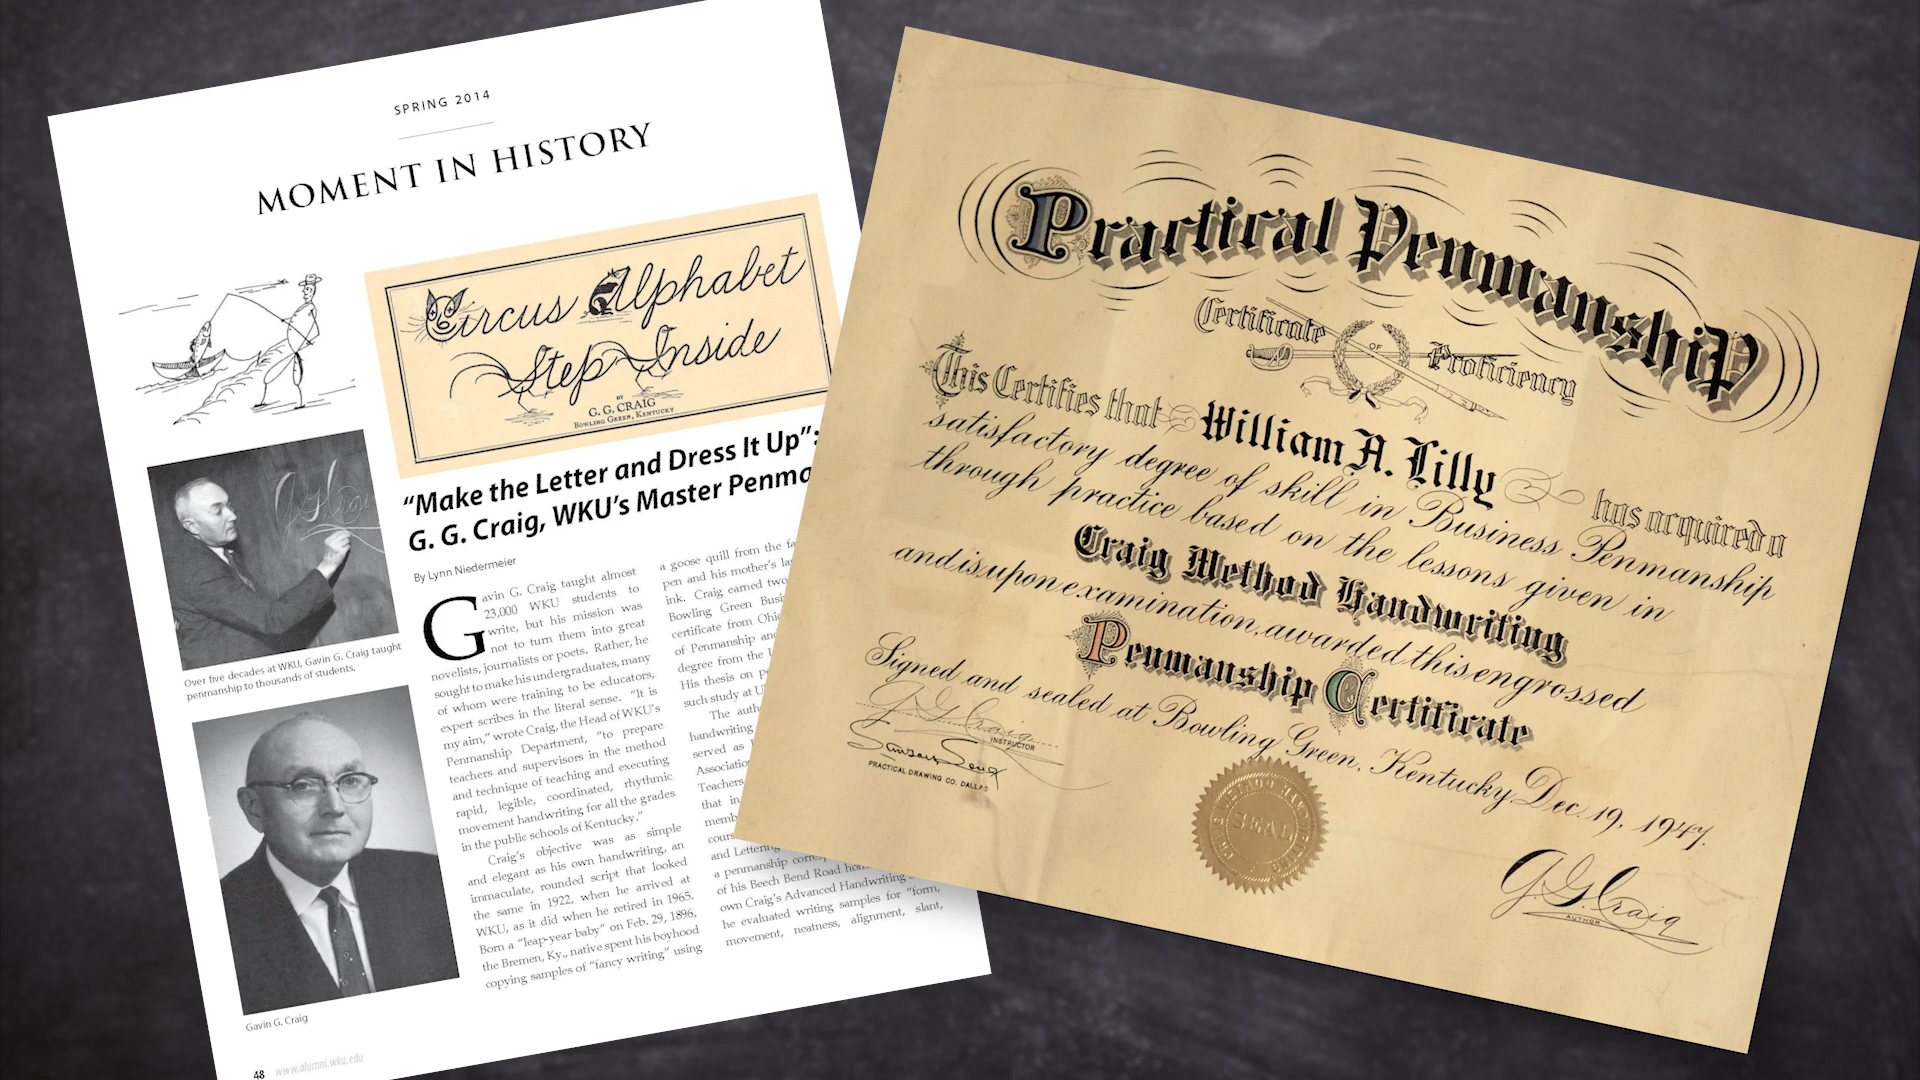 SPRING 2014
MOMENT IN HISTORY
Circus Alphabet
Step Inside
BY
G. G. CRAIG
BOWLING GREEN, KENTUCKY
"Make the Letter and Dress It Up":
G. G. Craig, WKU's Master Penma
By Lynn Niedermeier
Over five decades at WKU, Gavin G. Craig taught
penmanship to thousands of students.
Gavin G. Craig
48 www.alumni.wku.edu
Gavin G. Craig taught almost
23,000 WKU students to
write, but his mission was
not to turn them into great
novelists, journalists or poets. Rather, he
sought to make his undergraduates, many
of whom were training to be educators,
expert scribes in the literal sense. "It is
my aim," wrote Craig, the Head of WKU's
Penmanship Department, "to prepare
teachers and supervisors in the method
and technique of teaching and executing
rapid, legible, coordinated, rhythmic
movement handwriting for all the grades
in the public schools of Kentucky."
Craig's objective was as simple
and elegant as his own handwriting, an
immaculate, rounded script that looked
the same in 1922, when he arrived at
WKU, as it did when he retired in 1965.
Born a "leap-year baby" on Feb. 29, 1896,
the Bremen, Ky., native spent his boyhood
copying samples of "fancy writing" using
a goose quill from the fa
pen and his mother's la
ink. Craig earned two
Bowling Green Busi
certificate from Ohio
of Penmanship and
degree from the
His thesis on p
such study at U
The auth
handwriting
served as
Association
Teachers
that in
memb
cours
and Lettering
a penmanship
of his Beech Bend Road hom
own Craig's Advanced Handwriting
he evaluated writing samples for "form,
movement, neatness, alignment, slant,
Practical Penmanship
Certificate OF Proficiency
This Certifies that William A. Lilly has acquired a
satisfactory degree of skill in Business Penmanship
through practice based on the lessons given in
Craig Method Handwriting
and is upon examination, awarded this engrossed
Penmanship Certificate
Signed and sealed at Bowling Green, Kentucky, Dec. 19, 1947.
G G Craig
INSTRUCTOR
PRACTICAL DRAWING CO. DALLAS
SEAL
G. G. Craig
AUTHOR